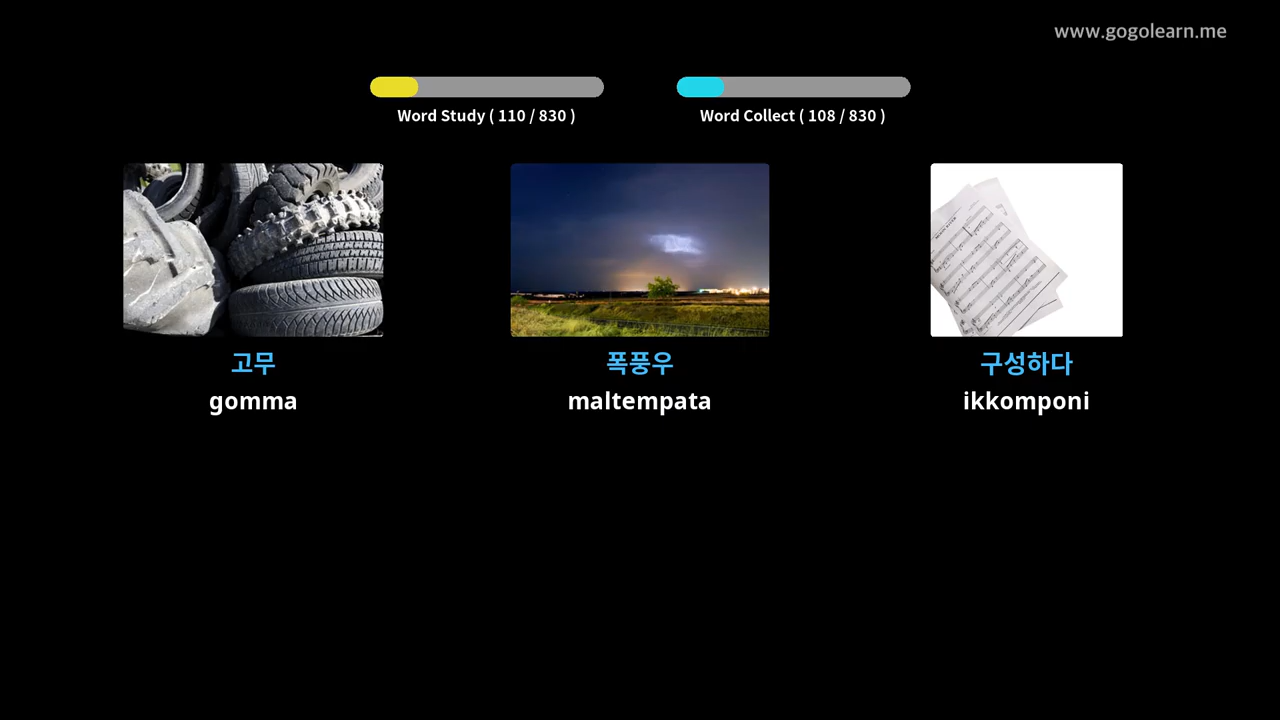 www.gogolearn.me
Word Study ( 110 / 830 )
Word Collect ( 108 / 830 )
고무
폭풍우
구성하다
gomma
maltempata
ikkomponi